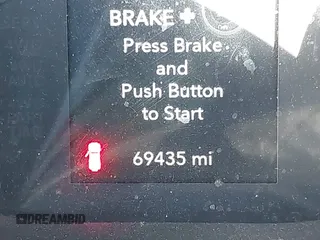 BRAKE +
Press Brake
and
Push Button
to Start
69435 mi
DREAMBID